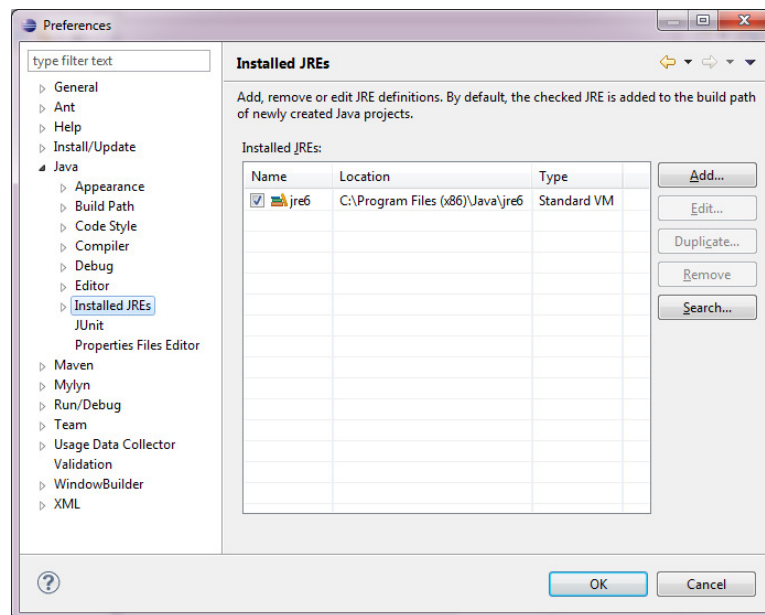 Preferences
type filter text
General
Ant
Help
Install/Update
Java
Appearance
Build Path
Code Style
Compiler
Debug
Editor
Installed JREs
JUnit
Properties Files Editor
Maven
Mylyn
Run/Debug
Team
Usage Data Collector
Validation
WindowBuilder
XML
Installed JREs
Add, remove or edit JRE definitions. By default, the checked JRE is added to the build path
of newly created Java projects.
Installed JREs:
Name Location Type
jre6 C:\Program Files (x86)\Java\jre6 Standard VM
Add...
Edit...
Duplicate...
Remove
Search...
?
OK Cancel